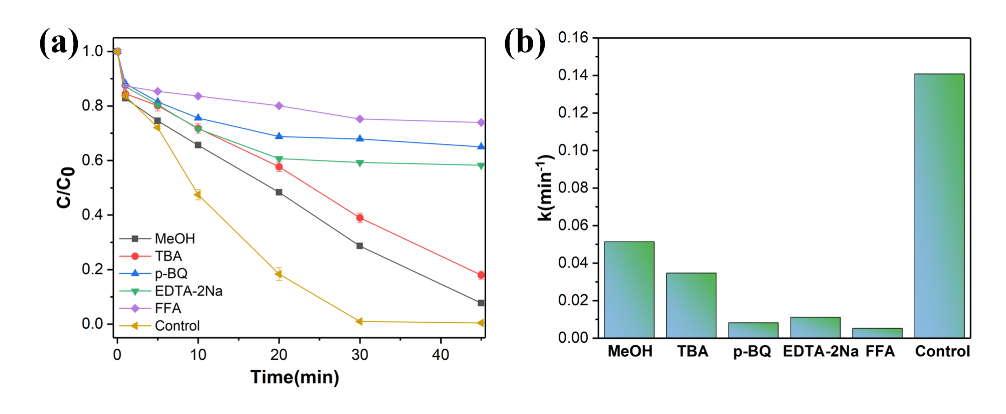 (a)
C/C0
1.0
0.8
0.6
0.4
0.2
0.0
MeOH
TBA
p-BQ
EDTA-2Na
FFA
Control
0 10 20 30 40
Time(min)
(b)
k(min-1)
0.16
0.14
0.12
0.10
0.08
0.06
0.04
0.02
0.00
MeOH TBA p-BQ EDTA-2Na FFA Control